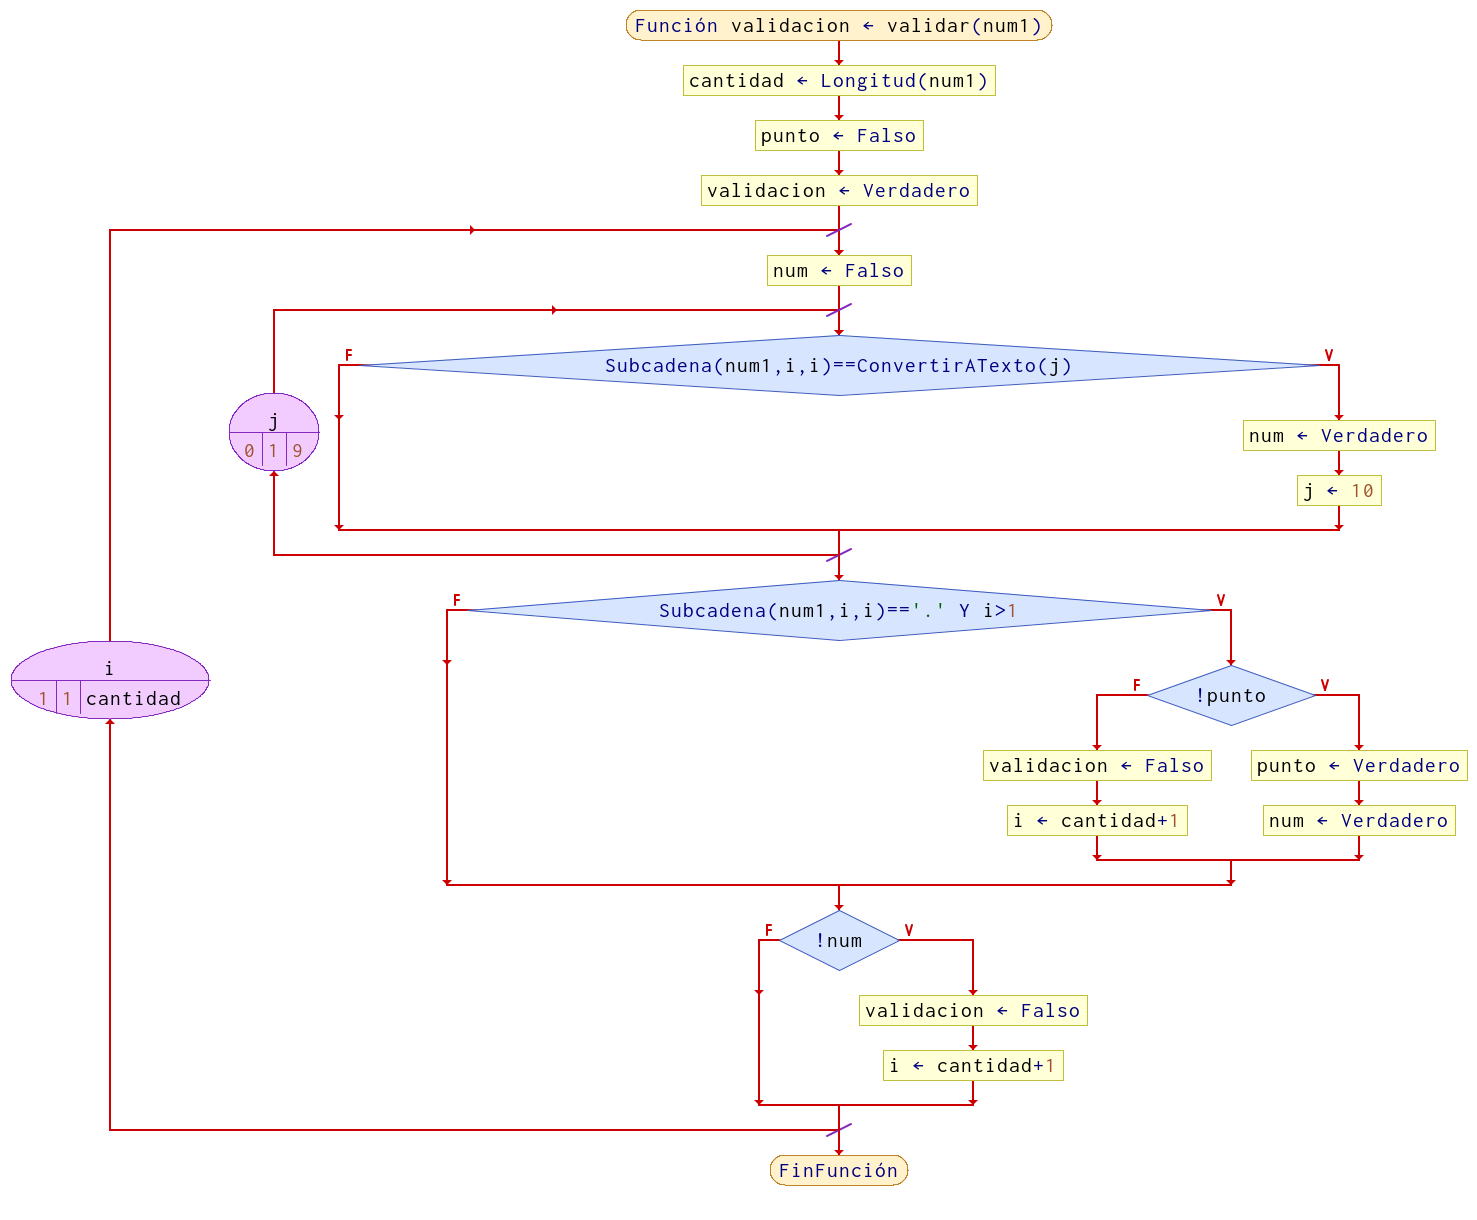 Función validacion ← validar(num1)
cantidad ← Longitud(num1)
punto ← Falso
validacion ← Verdadero
num ← Falso
F
V
Subcadena(num1,i,i)==ConvertirATexto(j)
j
0 1 9
num ← Verdadero
j ← 10
F
V
Subcadena(num1,i,i)=='.' Y i>1
i
1 1 cantidad
F
V
!punto
validacion ← Falso
punto ← Verdadero
i ← cantidad+1
num ← Verdadero
F
V
!num
validacion ← Falso
i ← cantidad+1
FinFunción